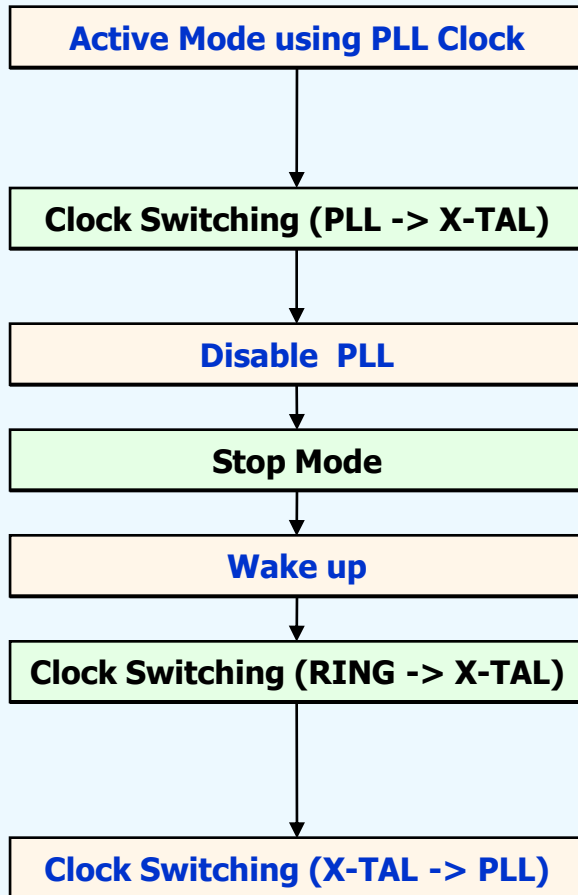 Active Mode using PLL Clock
Clock Switching (PLL -> X-TAL)
Disable PLL
Stop Mode
Wake up
Clock Switching (RING -> X-TAL)
Clock Switching (X-TAL -> PLL)